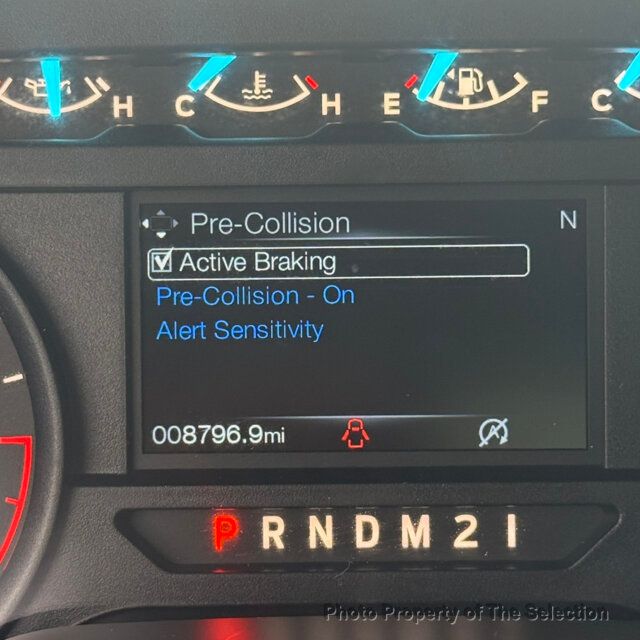 H C H E F C
Pre-Collision N
Active Braking
Pre-Collision - On
Alert Sensitivity
008796.9mi A
P R N D M 2 1
Photo Property of The Selection